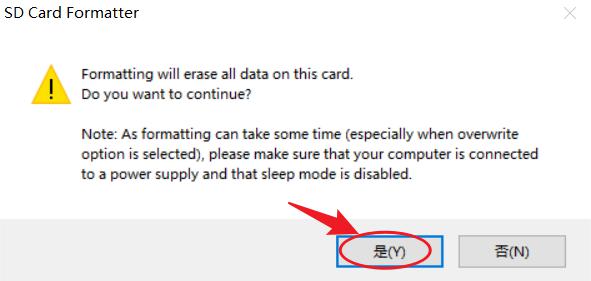 SD Card Formatter
Formatting will erase all data on this card.
Do you want to continue?
Note: As formatting can take some time (especially when overwrite
option is selected), please make sure that your computer is connected
to a power supply and that sleep mode is disabled.
是(Y)
否(N)